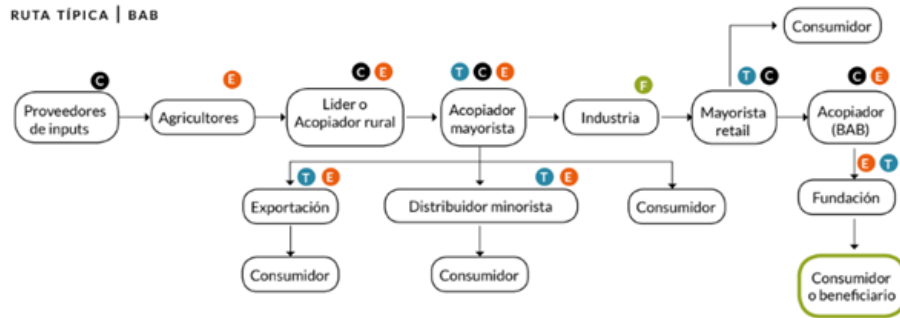 RUTA TÍPICA | BAB
Consumidor
C
E
C E
T C E
F
T C
C E
Proveedores
de inputs
Agricultores
Lider o
Acopiador rural
Acopiador
mayorista
Industria
Mayorista
retail
Acopiador
(BAB)
T E
T E
E T
Exportación
Distribuidor minorista
Consumidor
Fundación
Consumidor
Consumidor
Consumidor
o beneficiario